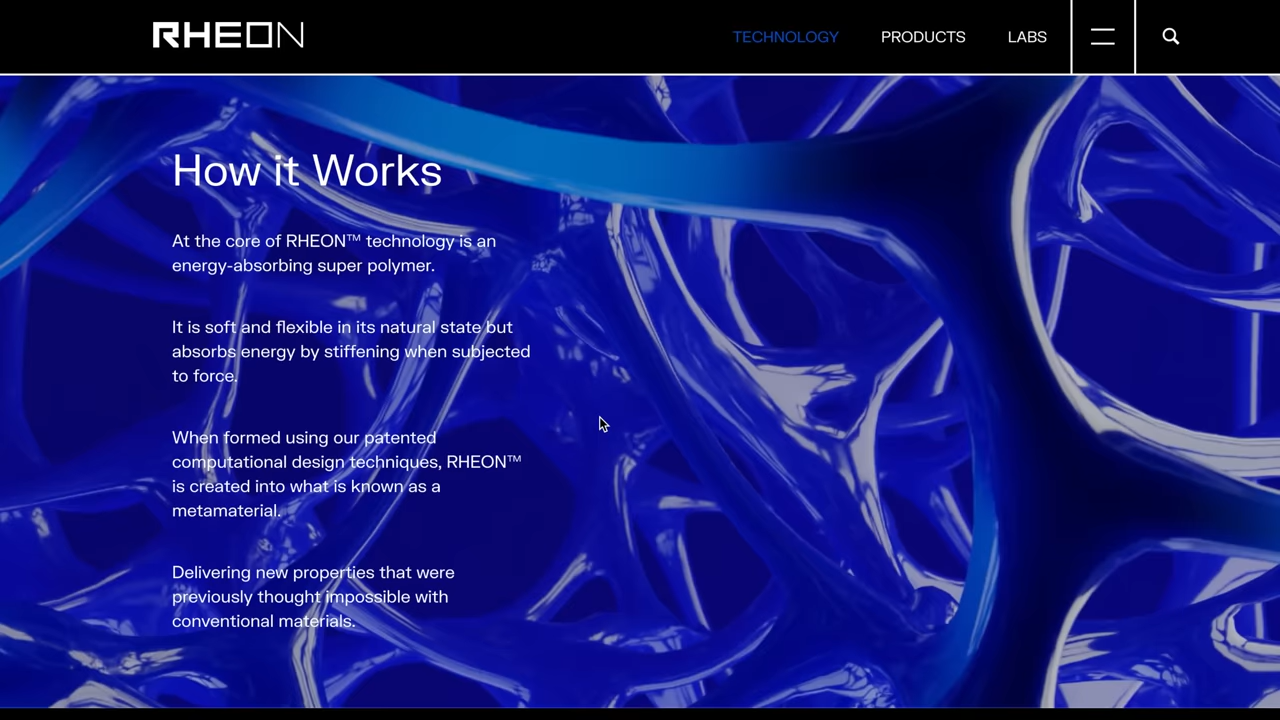 RHEON
TECHNOLOGY
PRODUCTS
LABS
How it Works
At the core of RHEON™ technology is an
energy-absorbing super polymer.
It is soft and flexible in its natural state but
absorbs energy by stiffening when subjected
to force.
When formed using our patented
computational design techniques, RHEON™
is created into what is known as a
metamaterial.
Delivering new properties that were
previously thought impossible with
conventional materials.